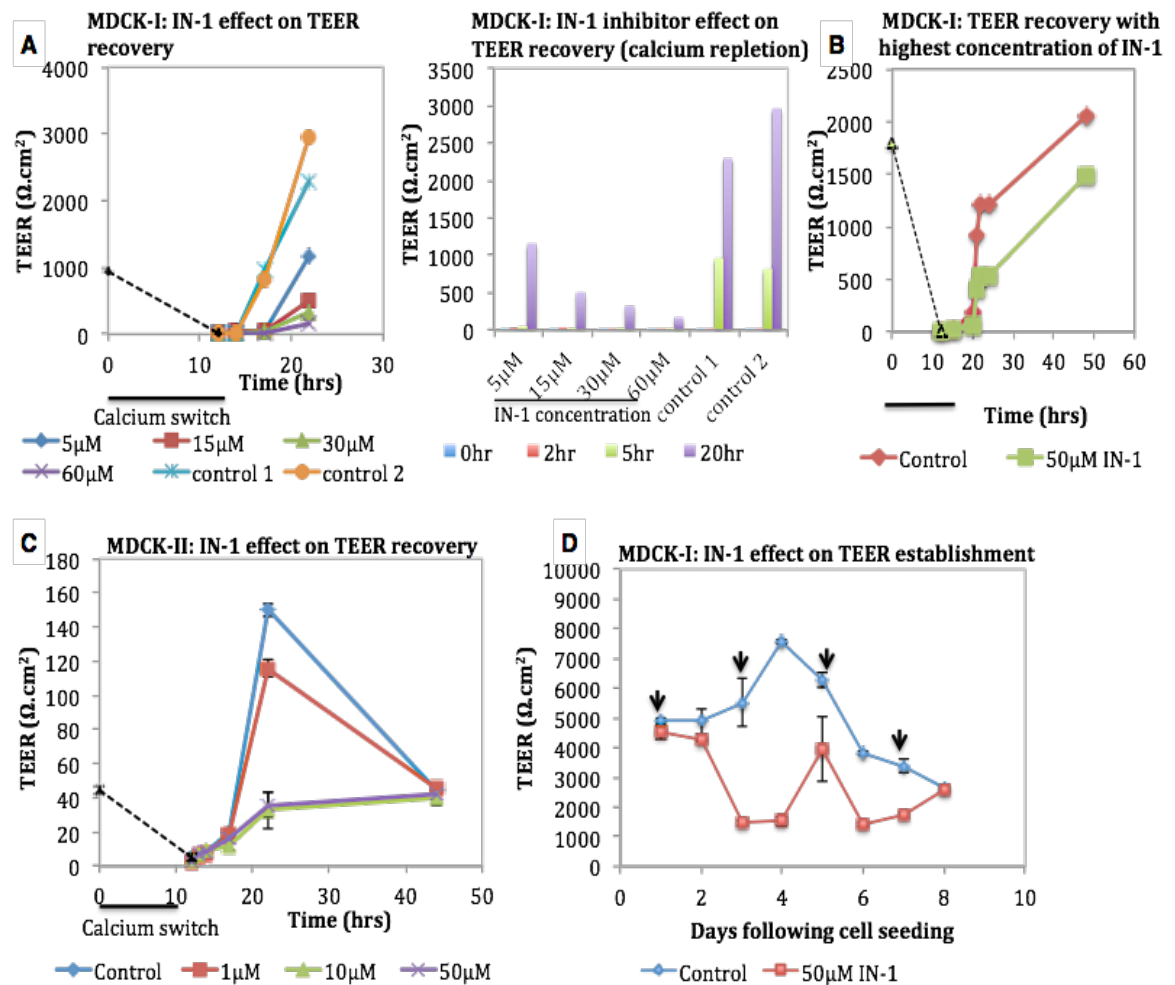 A
MDCK-I: IN-1 effect on TEER
recovery
TEER (Ω.cm²)
4000
3000
2000
1000
0
0
10
20
30
Time (hrs)
Calcium switch
5μM
15μM
30μM
60μM
control 1
control 2
MDCK-I: IN-1 inhibitor effect on
TEER recovery (calcium repletion)
TEER (Ω.cm²)
3500
3000
2500
2000
1500
1000
500
0
5μM
15μM
30μM
60μM
control 1
control 2
IN-1 concentration
0hr
2hr
5hr
20hr
B
MDCK-I: TEER recovery with
highest concentration of IN-1
TEER (Ω.cm²)
2500
2000
1500
1000
500
0
0
10
20
30
40
50
60
Time (hrs)
Control
50μM IN-1
C
MDCK-II: IN-1 effect on TEER recovery
TEER (Ω.cm²)
180
160
140
120
100
80
60
40
20
0
0
10
20
30
40
50
Calcium switch
Time (hrs)
Control
1μM
10μM
50μM
D
MDCK-I: IN-1 effect on TEER establishment
TEER (Ω.cm²)
10000
9000
8000
7000
6000
5000
4000
3000
2000
1000
0
0
2
4
6
8
10
Days following cell seeding
Control
50μM IN-1